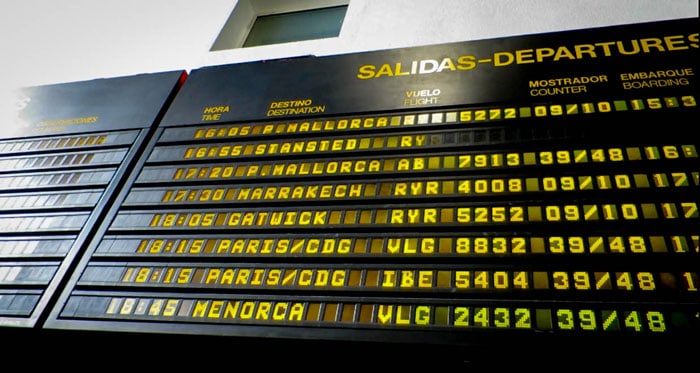 SALIDAS-DEPARTURES
HORA DESTINO VUELO MOSTRADOR EMBARQUE
TIME DESTINATION FLIGHT COUNTER BOARDING
16:05 P.MALLORCA 5272 09/10 15:3
16:55 STANSTED RY
17:20 P.MALLORCA AB 7913 39/48 16:
17:30 MARRAKECH RYR 4008 09/10 17
18:05 GATWICK RYR 5252 09/10 17
18:15 PARIS/CDG VLG 8832 39/48
18:15 PARIS/CDG IBE 5404 39/48
18:45 MENORCA VLG 2432 39/48